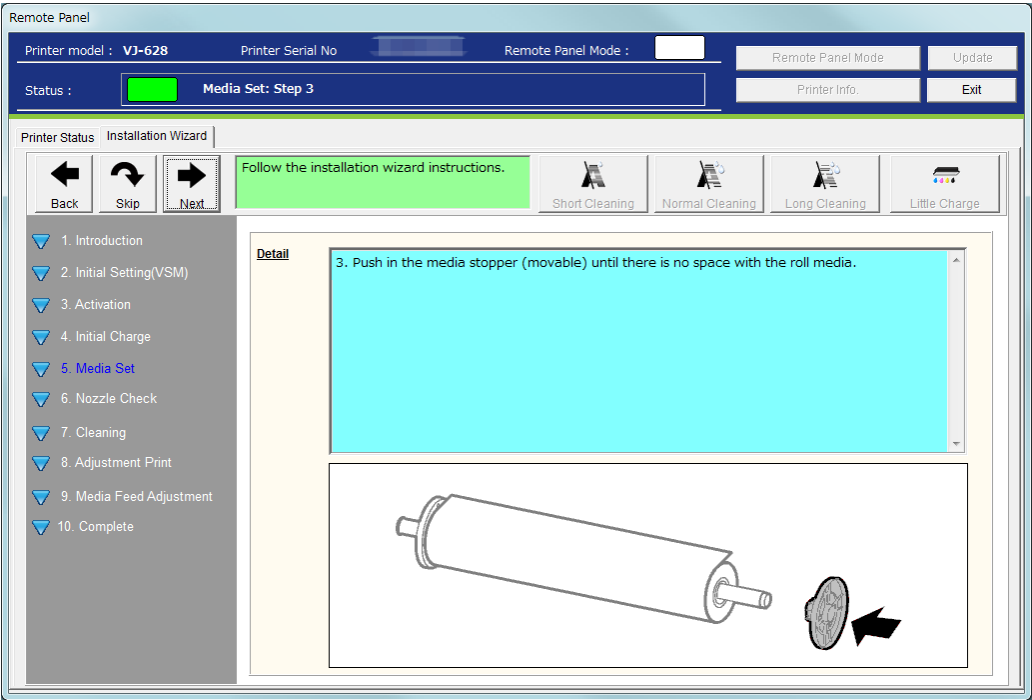 Remote Panel
Printer model : VJ-628 Printer Serial No Remote Panel Mode :
Remote Panel Mode Update
Status : Media Set: Step 3
Printer Info. Exit
Printer Status Installation Wizard
Follow the installation wizard instructions.
Back Skip Next Short Cleaning Normal Cleaning Long Cleaning Little Charge
1. Introduction
2. Initial Setting(VSM)
3. Activation
4. Initial Charge
5. Media Set
6. Nozzle Check
7. Cleaning
8. Adjustment Print
9. Media Feed Adjustment
10. Complete
Detail
3. Push in the media stopper (movable) until there is no space with the roll media.